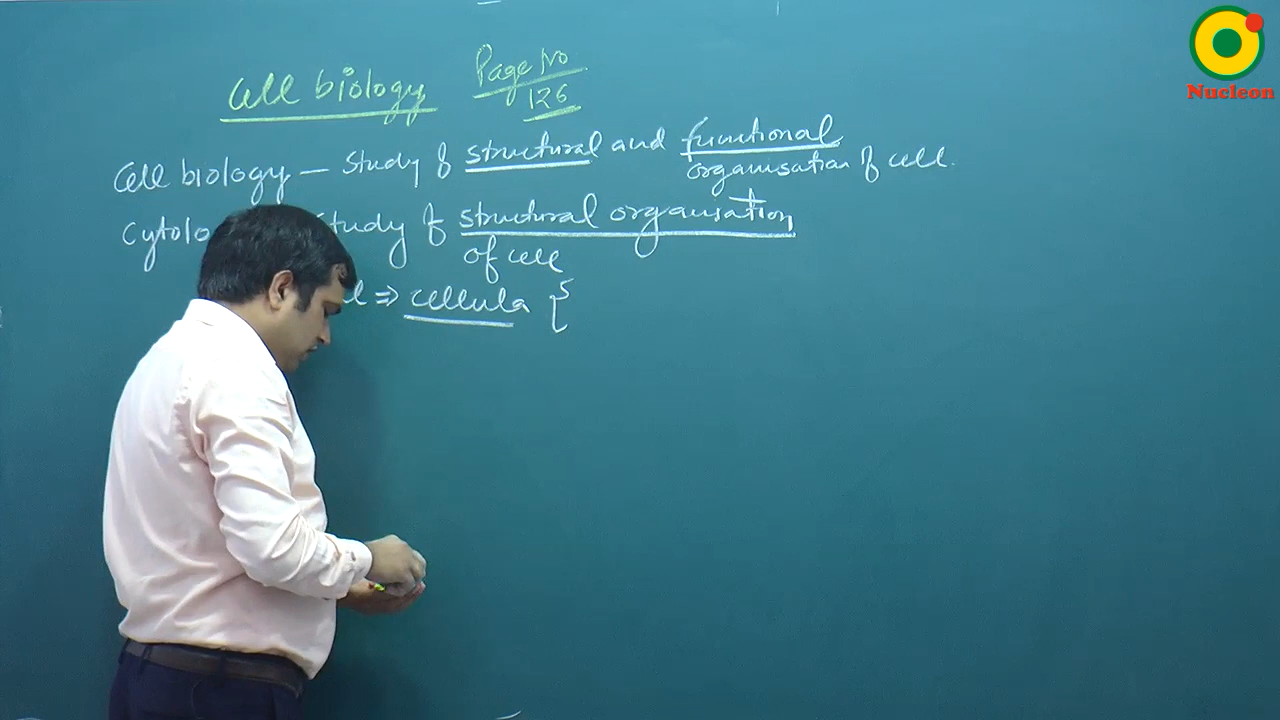 Cell biology
Page No
126
Nucleon
Cell biology – Study of structural and functional
organisation of cell.
Cytolo Study of structural organisation
of cell
⇒ cellula {